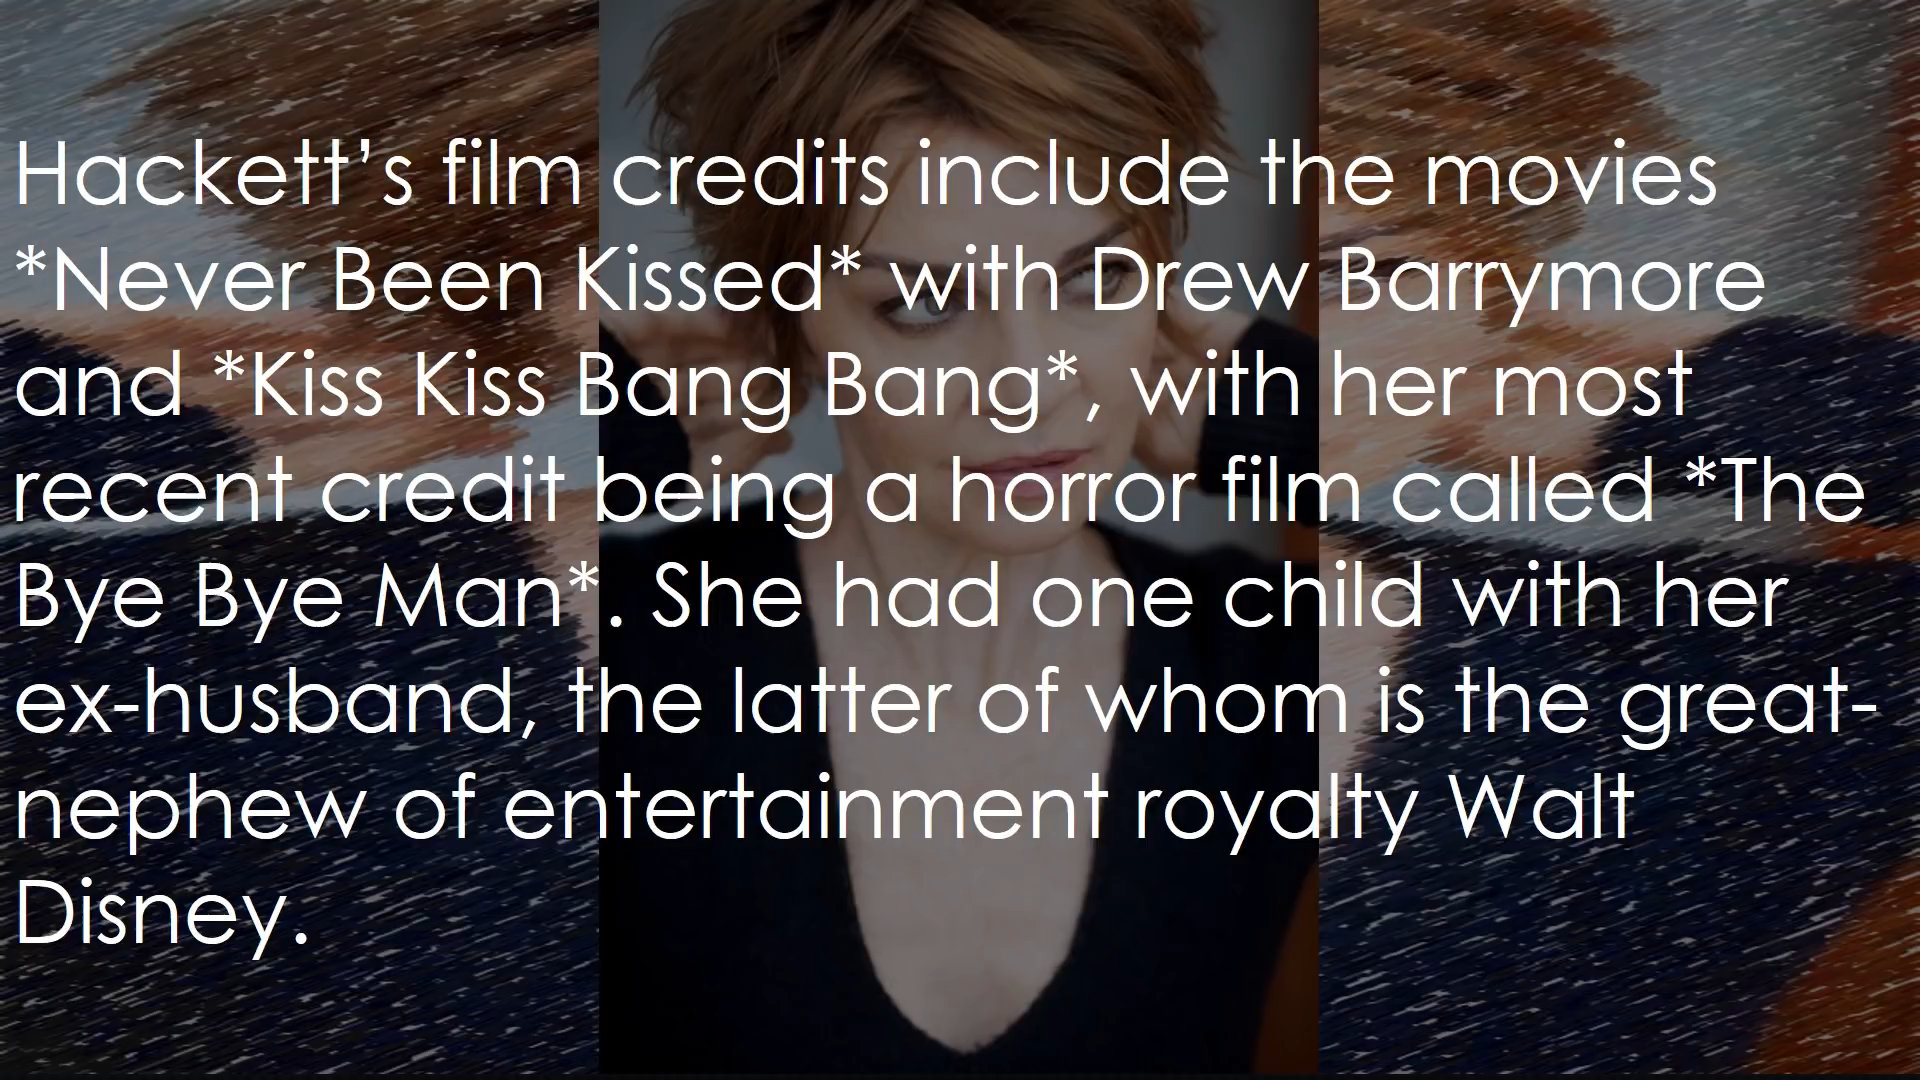 Hackett’s film credits include the movies
*Never Been Kissed* with Drew Barrymore
and *Kiss Kiss Bang Bang*, with her most
recent credit being a horror film called *The
Bye Bye Man*. She had one child with her
ex-husband, the latter of whom is the great-
nephew of entertainment royalty Walt
Disney.